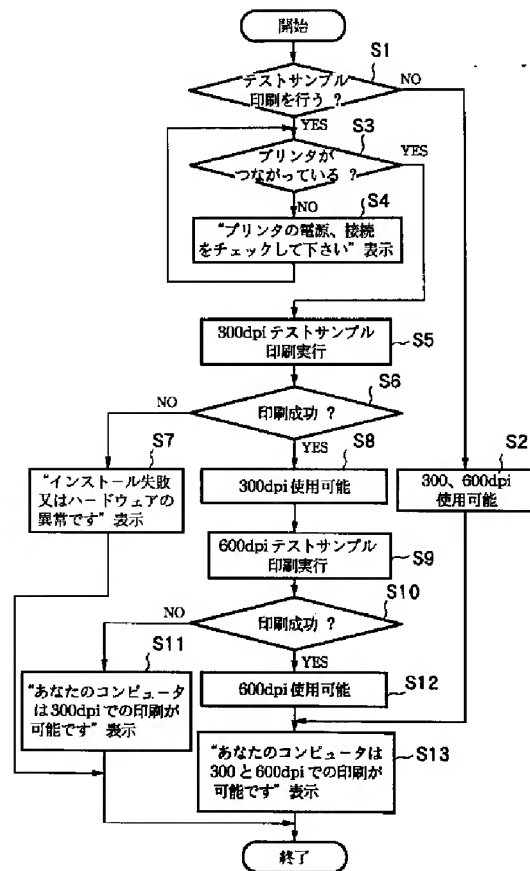 開始
S1
テストサンプル
印刷を行う ?
NO
YES
S3
プリンタが
つながっている ?
YES
NO
S4
“プリンタの電源、接続
をチェックして下さい” 表示
300dpi テストサンプル
印刷実行
S5
S6
NO
印刷成功 ?
S7
YES
S8
S2
“インストール失敗
又はハードウェアの
異常です” 表示
300dpi 使用可能
300、600dpi
使用可能
600dpi テストサンプル
印刷実行
S9
S10
NO
印刷成功 ?
S11
YES
“あなたのコンピュータ
は300dpiでの印刷が
可能です” 表示
600dpi 使用可能
S12
“あなたのコンピュータは
300と600dpiでの印刷が
可能です” 表示
S13
終了